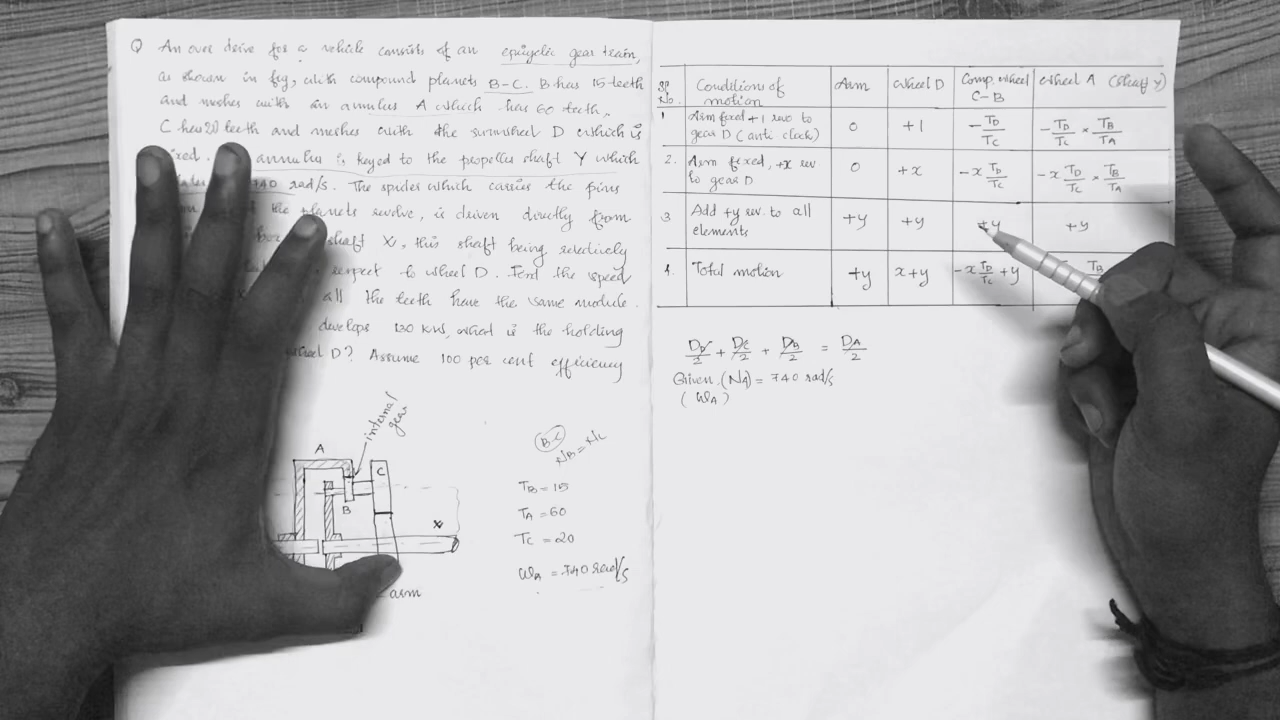 Q An over drive for a vehicle consists of an epicyclic gear train,
as shown in fig, with compound planets B-C. B has 15 teeth
and meshes with an annulus A which has 60 teeth.
C has 20 teeth and meshes with the sunwheel D which is
annulus is keyed to the propeller shaft Y which
740 rad/s. The spider which carries the pins
the planets revolve, is driven directly from
shaft X, this shaft being relatively
respect to wheel D. Find the speed
all the teeth have the same module.
develops 130 KW, what is the holding
wheel D? Assume 100 per cent efficiency
internal
gear
A
C
B
X
arm
B-C
NB = NC
TB = 15
TA = 60
TC = 20
ωA = 740 rad/s
Sl No. Conditions of motion Arm Wheel D Comp. wheel C-B Wheel A (Shaft Y)
1 Arm fixed +1 revo to gear D (anti clock) 0 +1 -TD/TC -TD/TC × TB/TA
2. Arm fixed, +x rev to gear D 0 +x -x TD/TC -x TD/TC × TB/TA
3 Add +y rev. to all elements +y +y +y +y
4. Total motion +y x+y -x TD/TC + y TB
DD/2 + DC/2 + DB/2 = DA/2
Given, (NA) = 740 rad/s
(ωA)